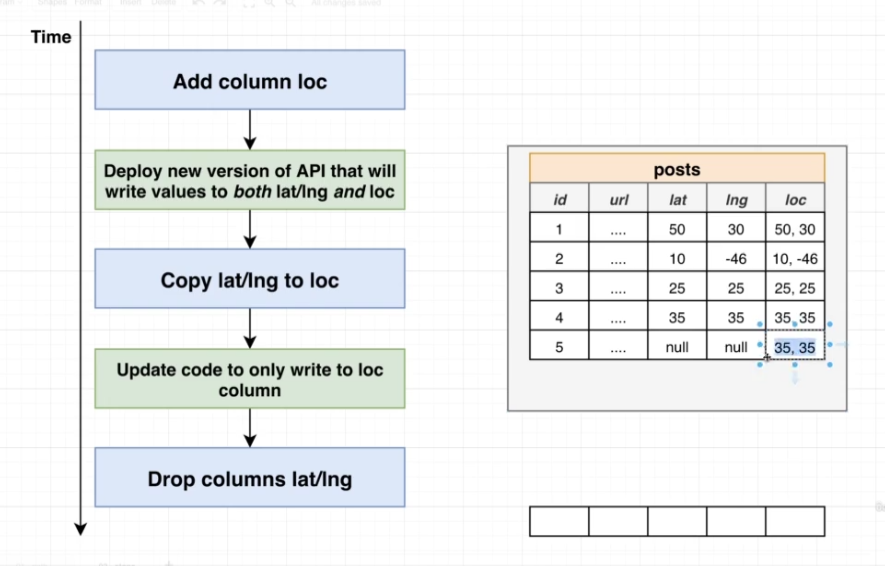 Time
Add column loc
Deploy new version of API that will
write values to both lat/lng and loc
Copy lat/lng to loc
Update code to only write to loc
column
Drop columns lat/lng
posts
id url lat lng loc
1 .... 50 30 50, 30
2 .... 10 -46 10, -46
3 .... 25 25 25, 25
4 .... 35 35 35, 35
5 .... null null 35, 35